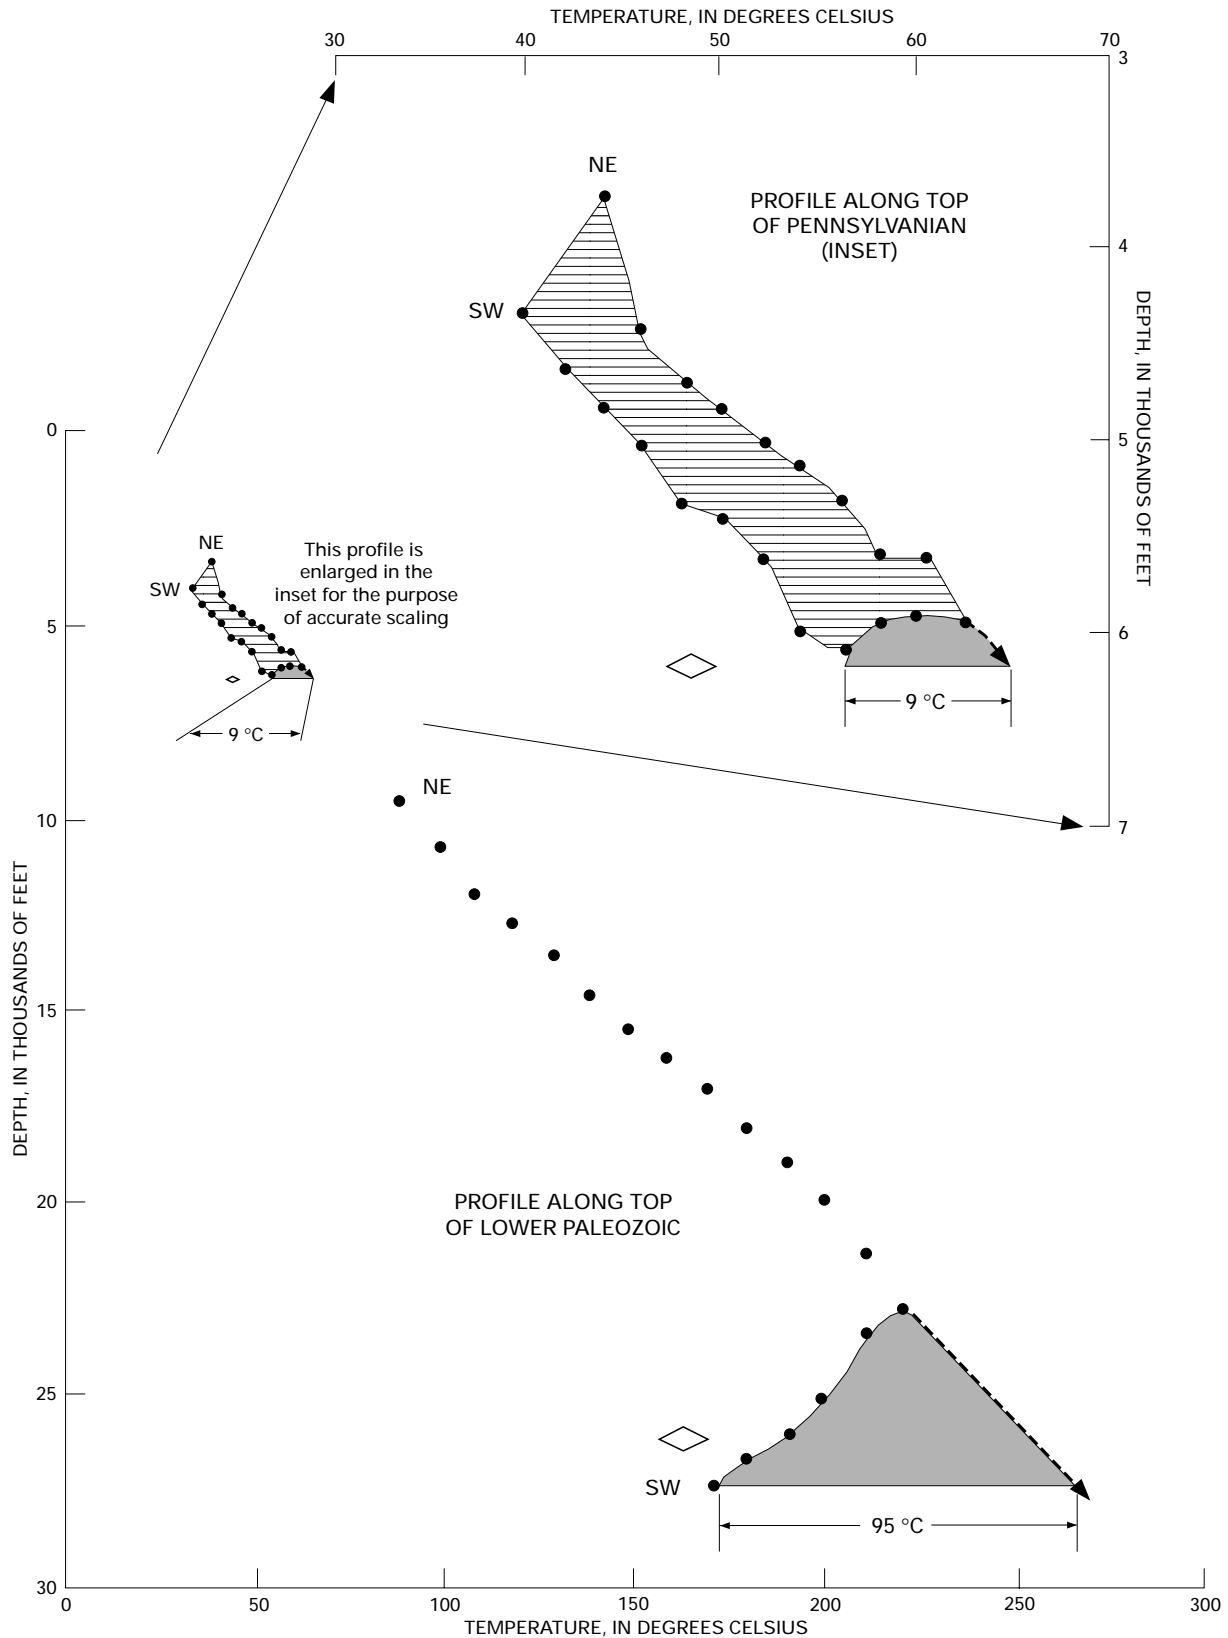 TEMPERATURE, IN DEGREES CELSIUS
30 40 50 60 70
3
NE
PROFILE ALONG TOP
OF PENNSYLVANIAN
(INSET)
4
SW
DEPTH, IN THOUSANDS OF FEET
0
5
NE
This profile is
enlarged in the
inset for the purpose
of accurate scaling
SW
5
6
9 °C
9 °C
NE
10
7
DEPTH, IN THOUSANDS OF FEET
15
20
PROFILE ALONG TOP
OF LOWER PALEOZOIC
25
SW
95 °C
30
0 50 100 150 200 250 300
TEMPERATURE, IN DEGREES CELSIUS